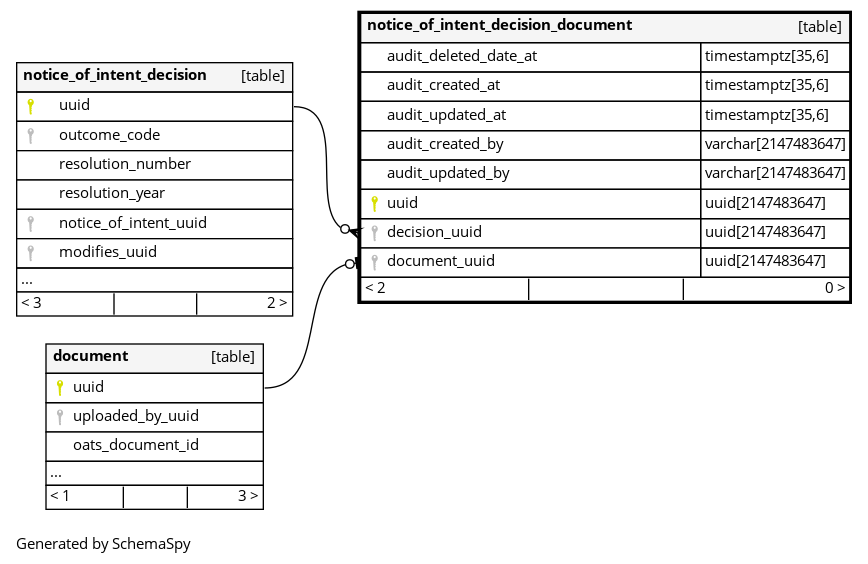 notice_of_intent_decision_document [table]
audit_deleted_date_at timestamptz[35,6]
audit_created_at timestamptz[35,6]
audit_updated_at timestamptz[35,6]
audit_created_by varchar[2147483647]
audit_updated_by varchar[2147483647]
uuid uuid[2147483647]
decision_uuid uuid[2147483647]
document_uuid uuid[2147483647]
< 2 0 >
notice_of_intent_decision [table]
uuid
outcome_code
resolution_number
resolution_year
notice_of_intent_uuid
modifies_uuid
...
< 3 2 >
document [table]
uuid
uploaded_by_uuid
oats_document_id
...
< 1 3 >
Generated by SchemaSpy